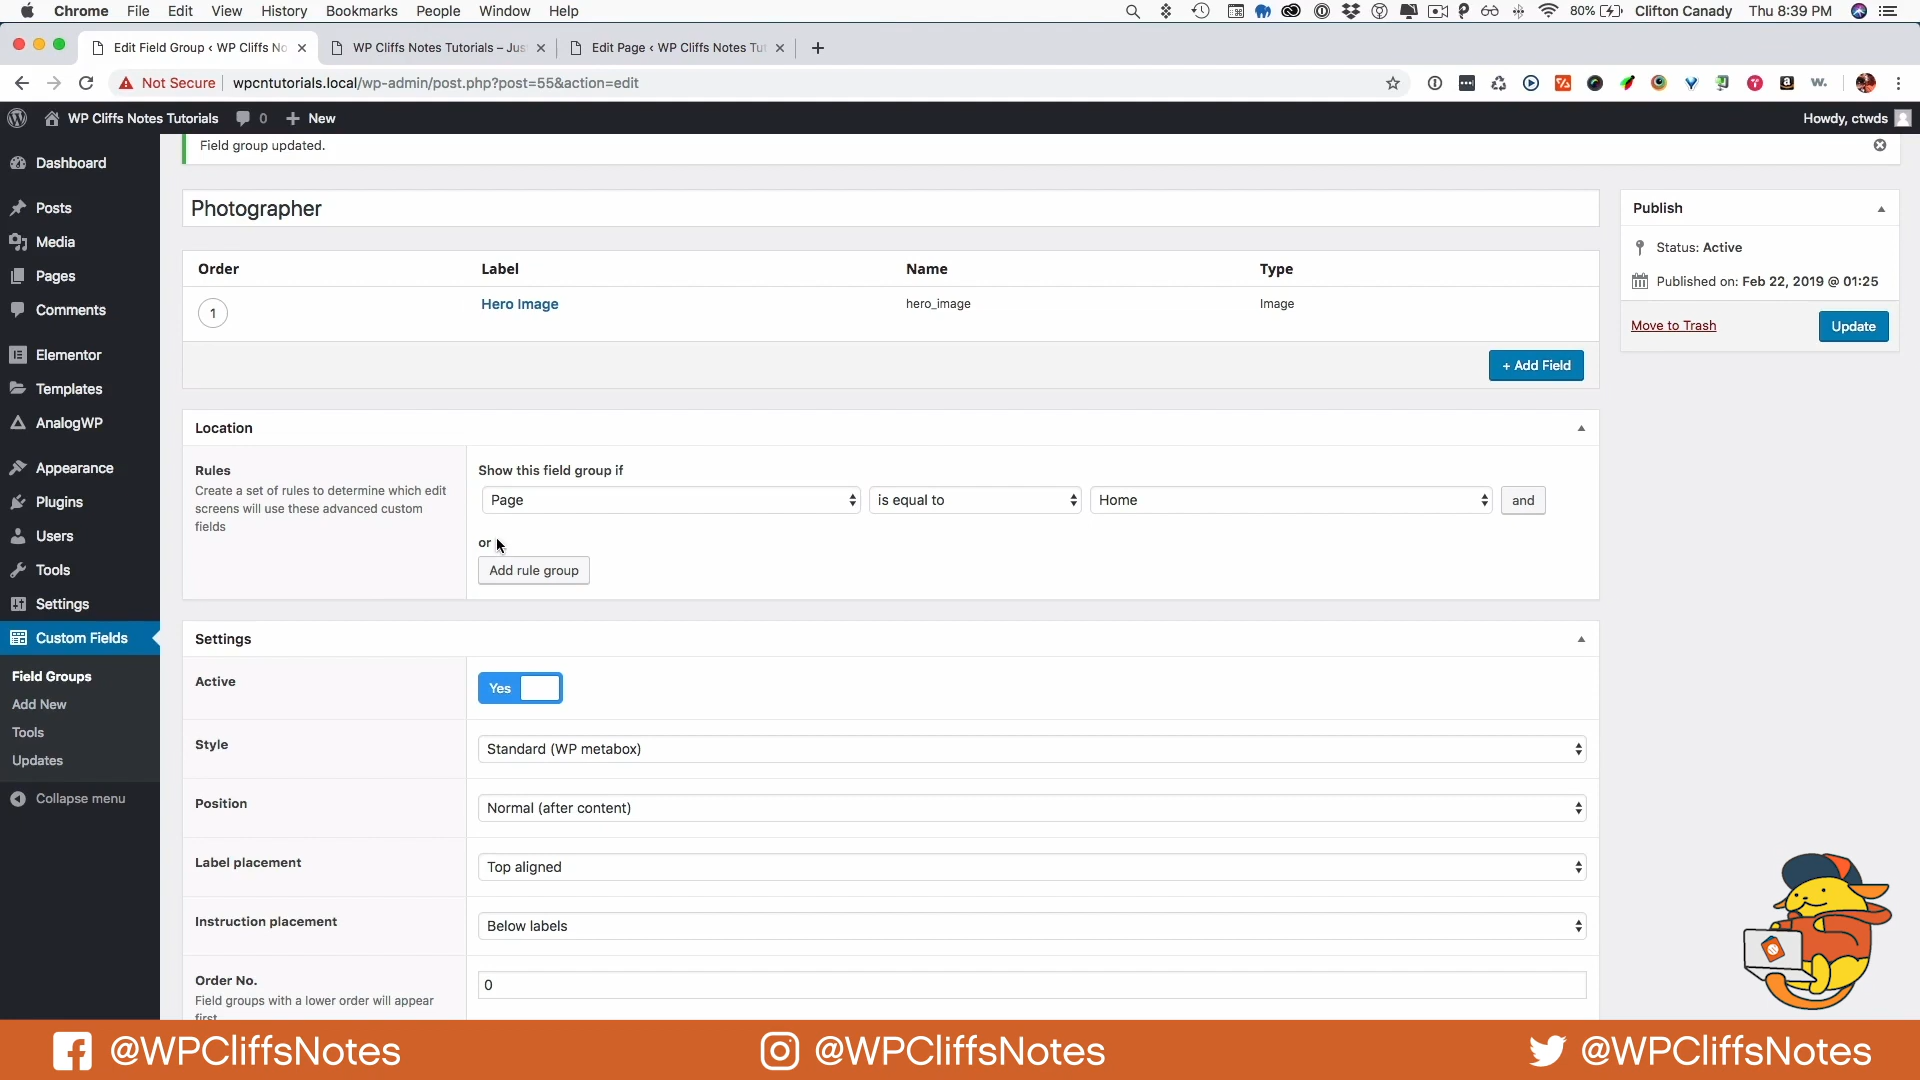 Chrome File Edit View History Bookmarks People Window Help 80% Clifton Canady Thu 8:39 PM
Edit Field Group ‹ WP Cliffs No WP Cliffs Notes Tutorials – Jus Edit Page ‹ WP Cliffs Notes Tut
Not Secure wpcntutorials.local/wp-admin/post.php?post=55&action=edit
WP Cliffs Notes Tutorials 0 New Howdy, ctwds
Dashboard
Posts
Media
Pages
Comments
Elementor
Templates
AnalogWP
Appearance
Plugins
Users
Tools
Settings
Custom Fields
Field Groups
Add New
Tools
Updates
Collapse menu
Field group updated.
Photographer
Order Label Name Type
1 Hero Image hero_image Image
+ Add Field
Location
Rules
Create a set of rules to determine which edit
screens will use these advanced custom
fields
Show this field group if
Page is equal to Home and
or
Add rule group
Settings
Active Yes
Style Standard (WP metabox)
Position Normal (after content)
Label placement Top aligned
Instruction placement Below labels
Order No. 0
Field groups with a lower order will appear
first
Publish
Status: Active
Published on: Feb 22, 2019 @ 01:25
Move to Trash Update
@WPCliffsNotes @WPCliffsNotes @WPCliffsNotes